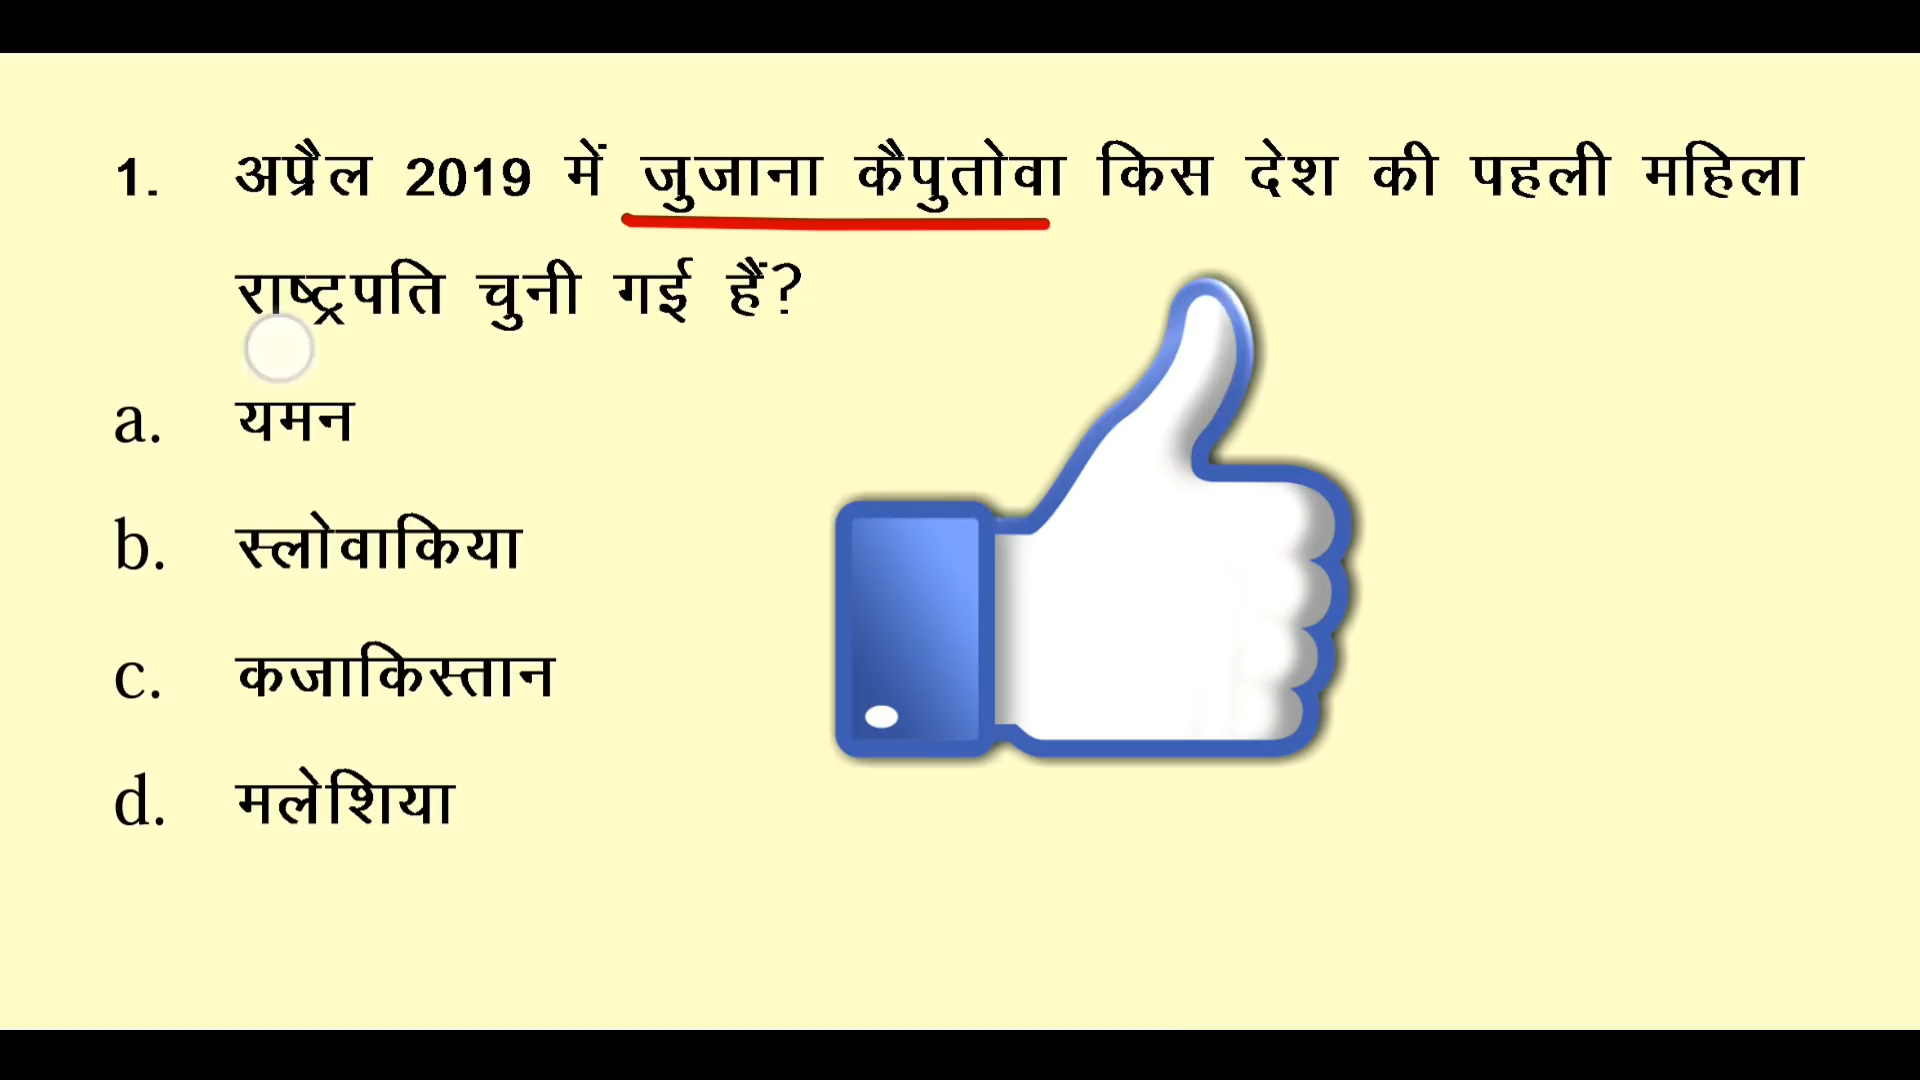 1. अप्रैल 2019 में जुजाना कैपुतोवा किस देश की पहली महिला
राष्ट्रपति चुनी गई हैं?
a. यमन
b. स्लोवाकिया
c. कजाकिस्तान
d. मलेशिया